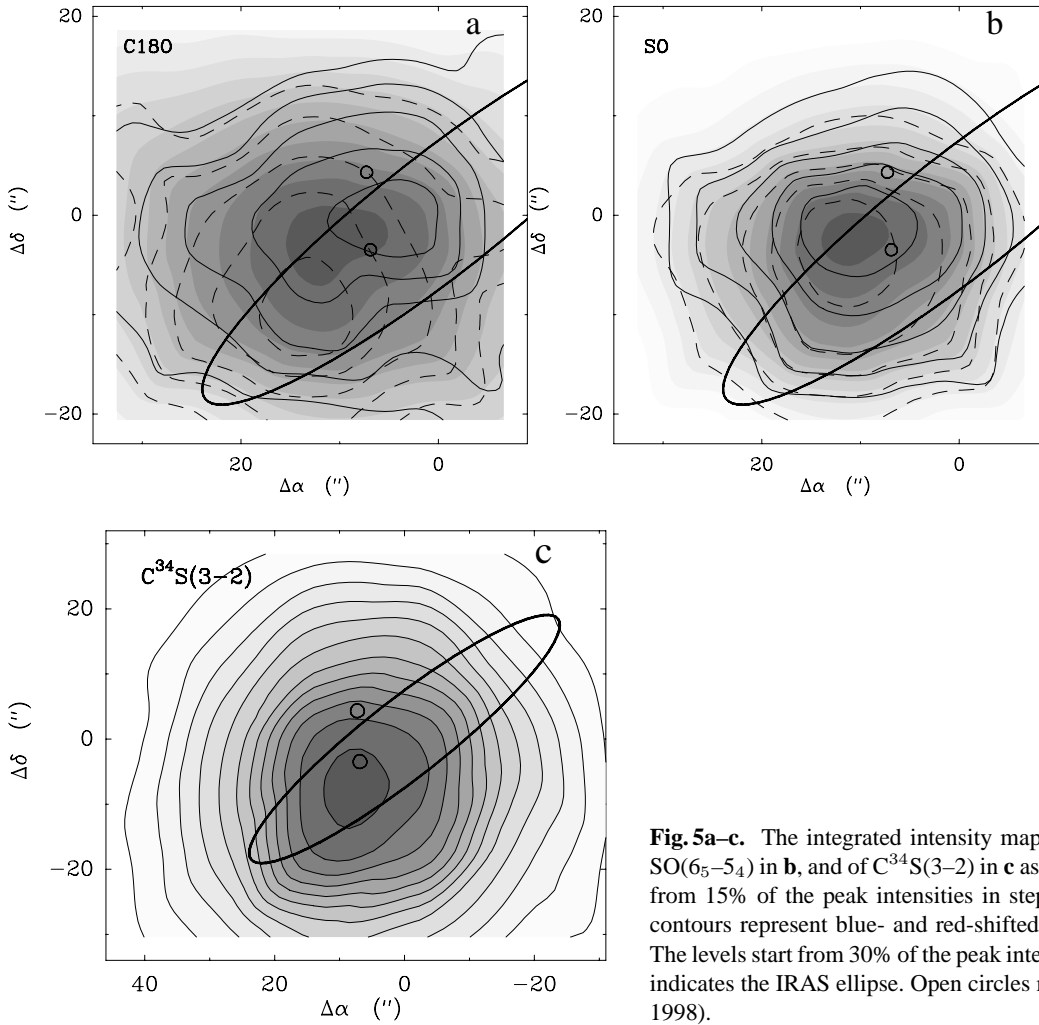 20
a
C18O
Δδ (″)
0
−20
20
0
Δα (″)
20
b
SO
Δδ (″)
0
−20
20
0
Δα (″)
c
C³⁴S(3−2)
20
Δδ (″)
0
−20
40
20
0
−20
Δα (″)
Fig. 5a–c. The integrated intensity map
SO(6₅–5₄) in b, and of C³⁴S(3–2) in c as
from 15% of the peak intensities in step
contours represent blue- and red-shifted
The levels start from 30% of the peak inte
indicates the IRAS ellipse. Open circles r
1998).